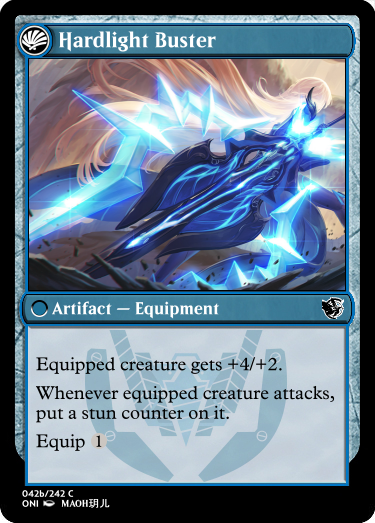 Hardlight Buster
Artifact — Equipment
Equipped creature gets +4/+2.
Whenever equipped creature attacks,
put a stun counter on it.
Equip 1
042b/242 C
ONI MAOH玥儿